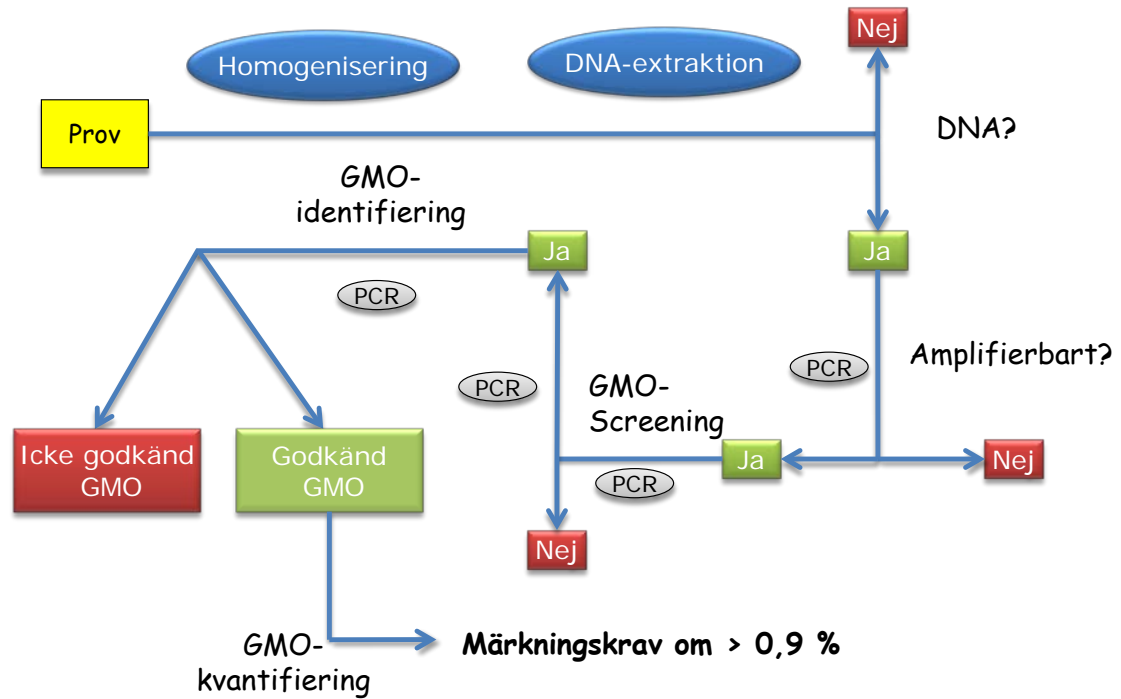 Nej
Homogenisering
DNA-extraktion
Prov
DNA?
GMO-
identifiering
Ja
Ja
PCR
Amplifierbart?
PCR
PCR
GMO-
Screening
Icke godkänd
GMO
Godkänd
GMO
Ja
Nej
PCR
Nej
GMO-
kvantifiering
Märkningskrav om > 0,9 %